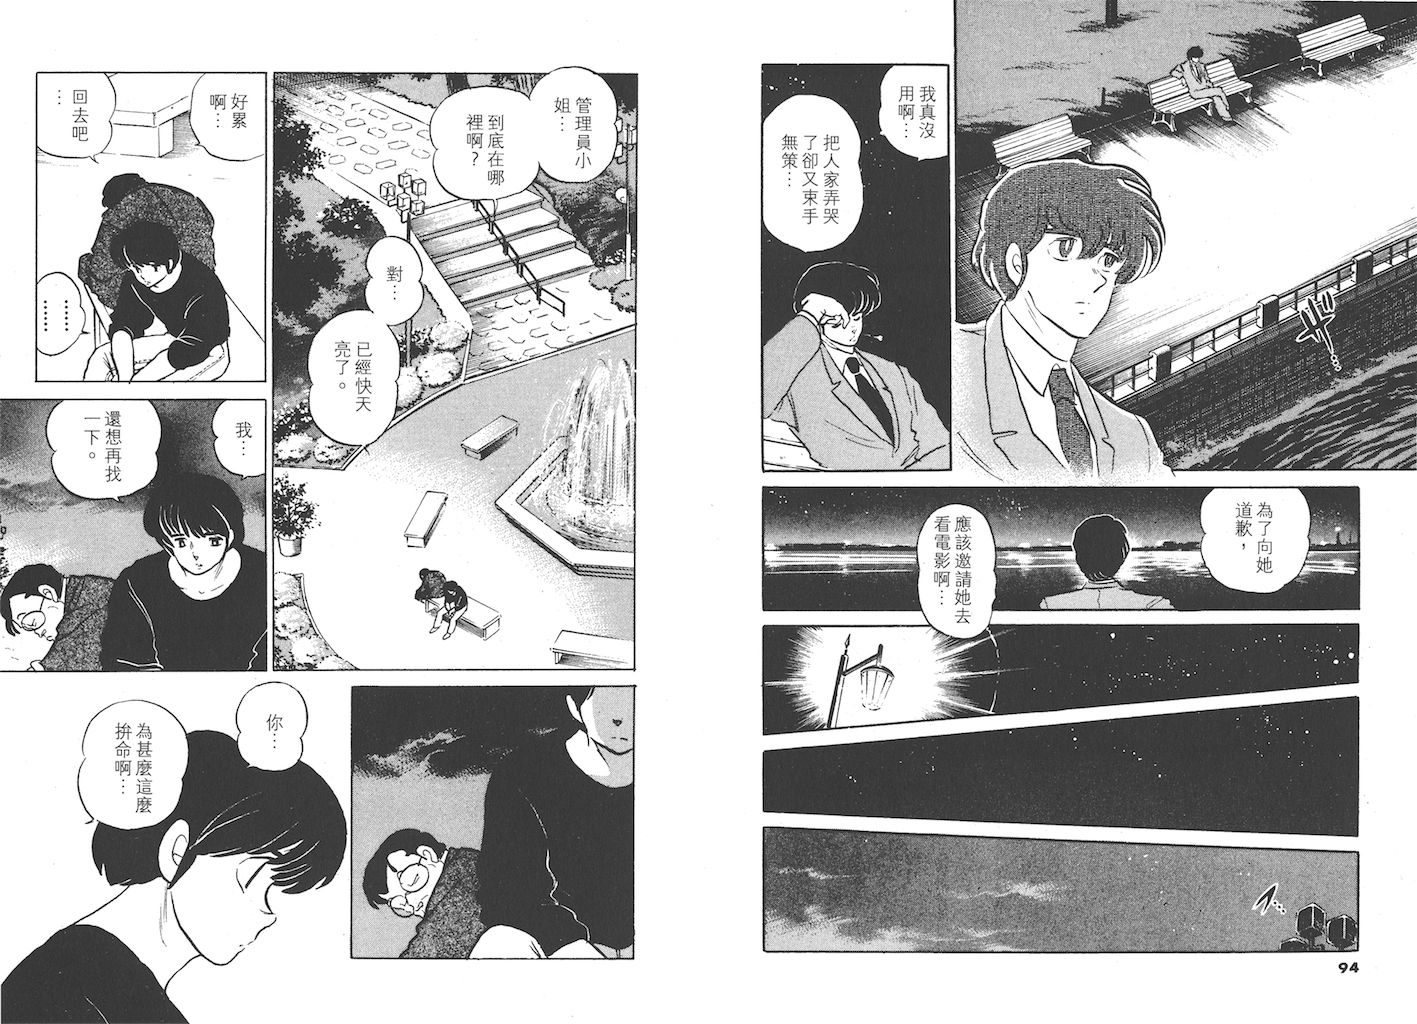 我真沒
用啊…
把人家弄哭
了卻又束手
無策…
ザザ…
為了向她
道歉，
應該邀請她去
看電影啊…
94
管理員小
姐…
到底在哪
裡啊？
對…
已經快天
亮了。
好累
啊…
回去吧
…
………
………
我…
還想再找
一下。
你…
為甚麼這麼
拚命啊…